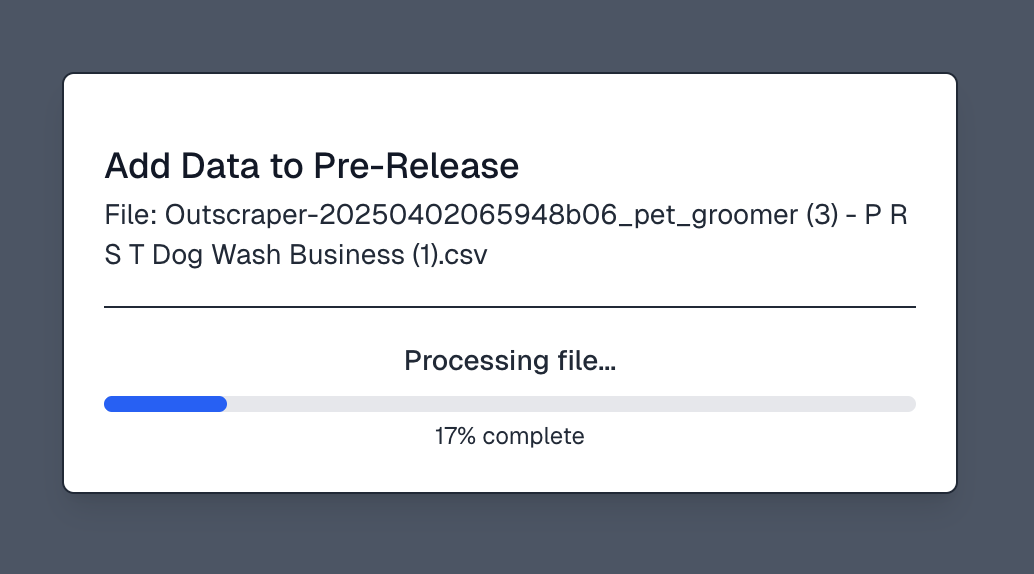 Add Data to Pre-Release
File: Outscraper-20250402065948b06_pet_groomer (3) - P R
S T Dog Wash Business (1).csv
Processing file...
17% complete